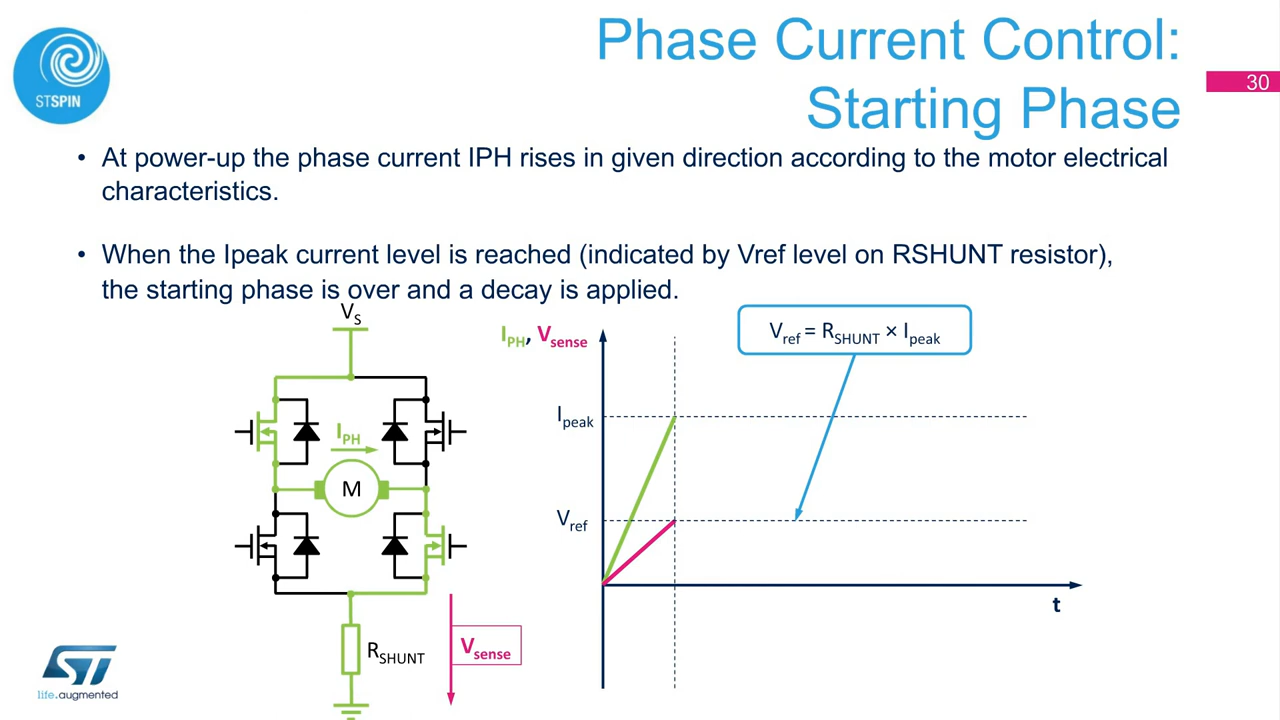 Phase Current Control:
Starting Phase
30
STSPIN
• At power-up the phase current IPH rises in given direction according to the motor electrical
characteristics.
• When the Ipeak current level is reached (indicated by Vref level on RSHUNT resistor),
the starting phase is over and a decay is applied.
VS
IPH
M
RSHUNT
Vsense
IPH, Vsense
Vref = RSHUNT × Ipeak
Ipeak
Vref
t
ST
life.augmented